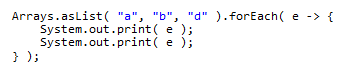 Arrays.asList( "a", "b", "d" ).forEach( e -> {
    System.out.print( e );
    System.out.print( e );
} );